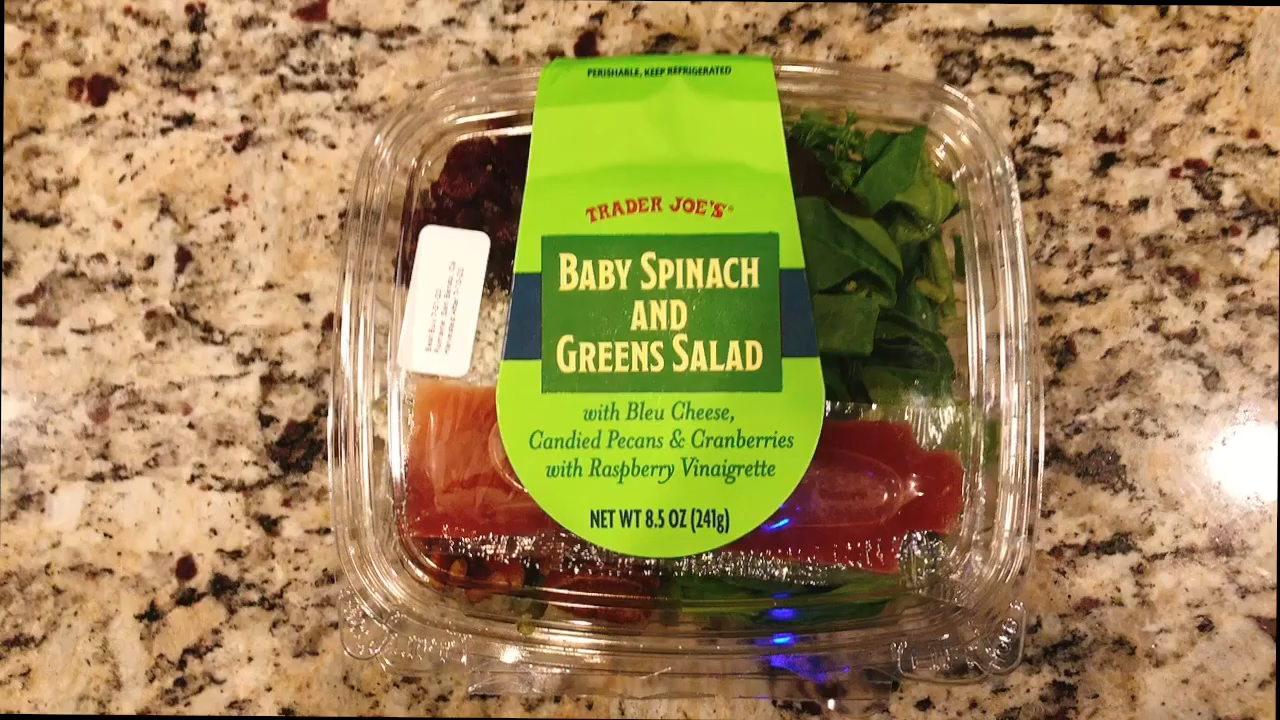 PERISHABLE, KEEP REFRIGERATED
TRADER JOE'S®
BABY SPINACH
AND
GREENS SALAD
with Bleu Cheese,
Candied Pecans & Cranberries
with Raspberry Vinaigrette
NET WT 8.5 OZ (241g)